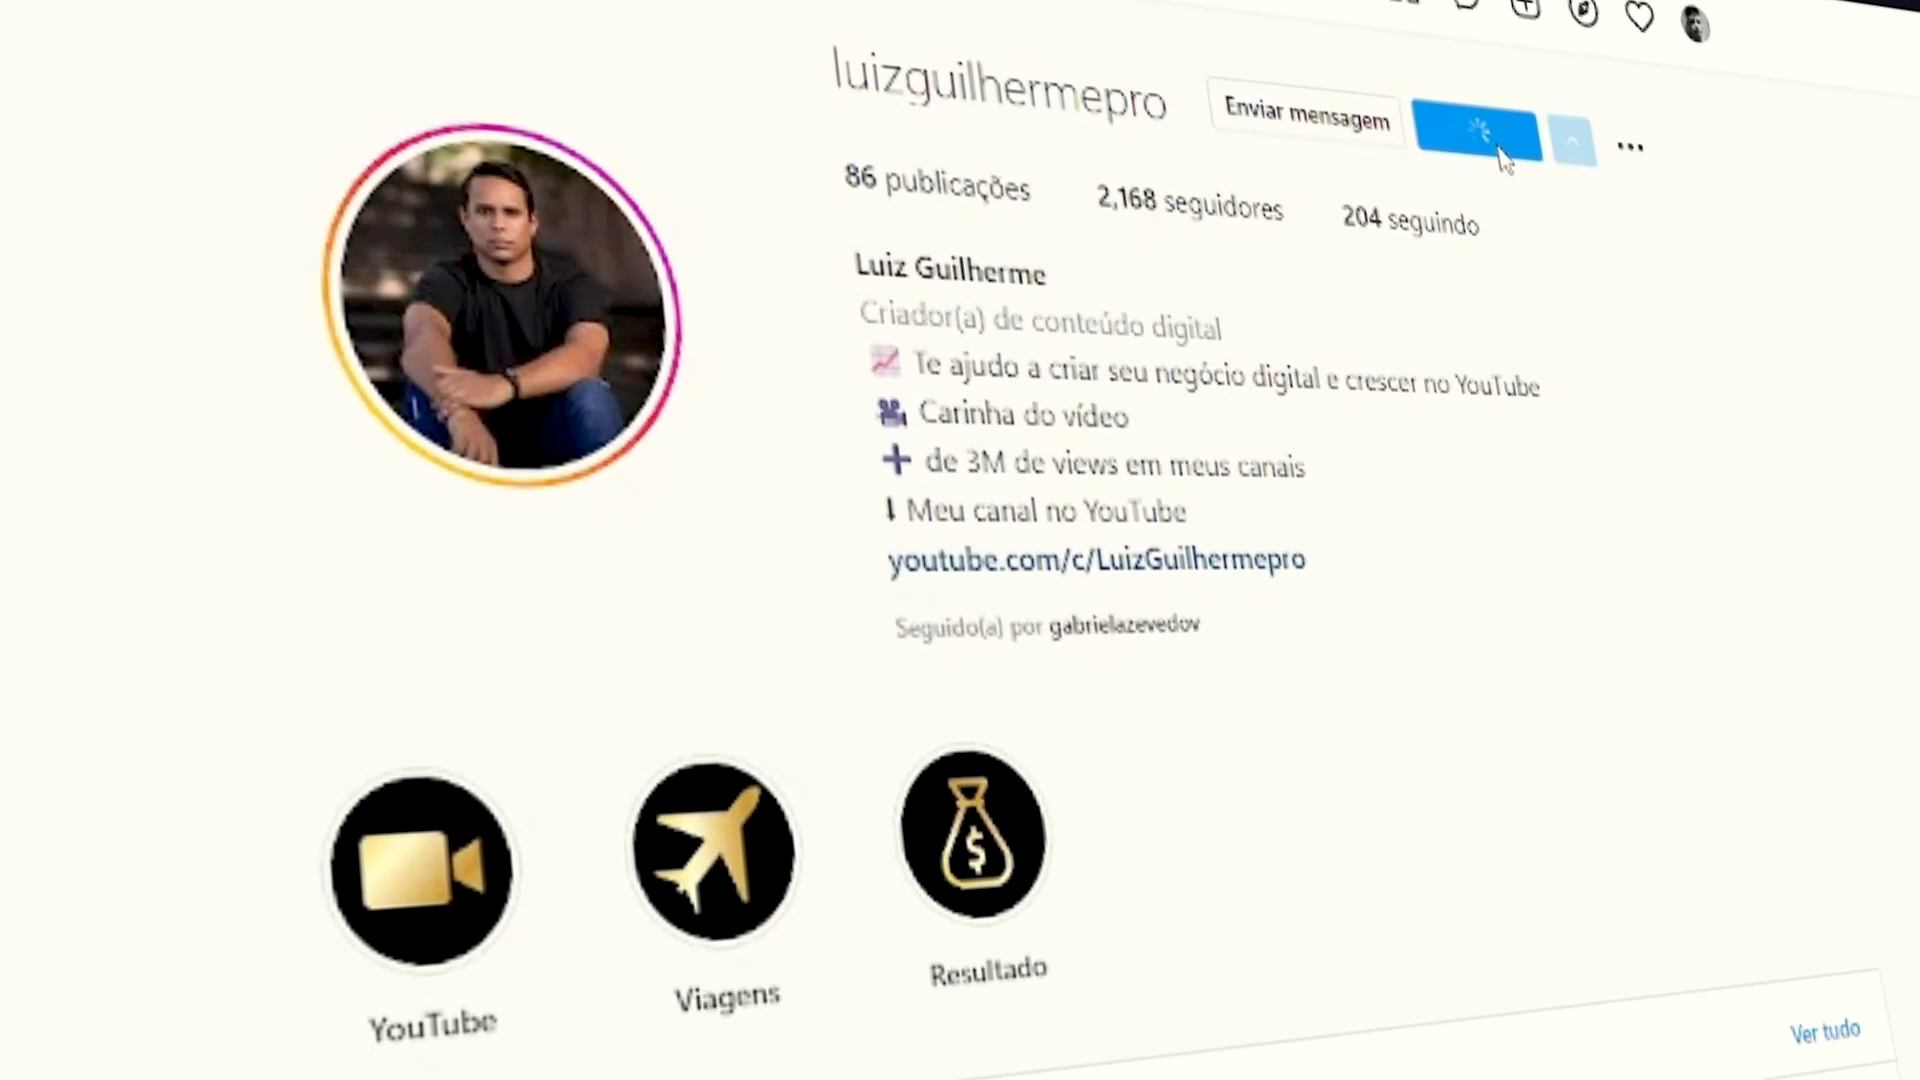 luizguilhermepro
Enviar mensagem
86 publicações 2,168 seguidores 204 seguindo
Luiz Guilherme
Criador(a) de conteúdo digital
Te ajudo a criar seu negócio digital e crescer no YouTube
Carinha do vídeo
de 3M de views em meus canais
Meu canal no YouTube
youtube.com/c/LuizGuilhermepro
Seguido(a) por gabrielazevedov
YouTube
Viagens
Resultado
Ver tudo